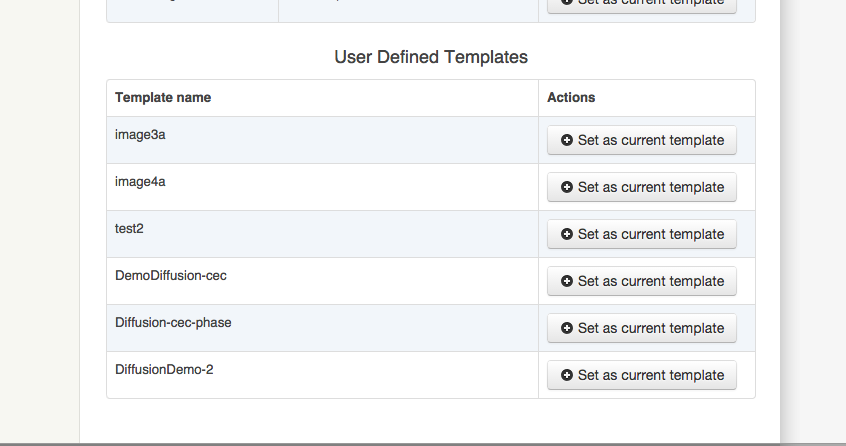 Set as current template
User Defined Templates
Template name Actions
image3a Set as current template
image4a Set as current template
test2 Set as current template
DemoDiffusion-cec Set as current template
Diffusion-cec-phase Set as current template
DiffusionDemo-2 Set as current template